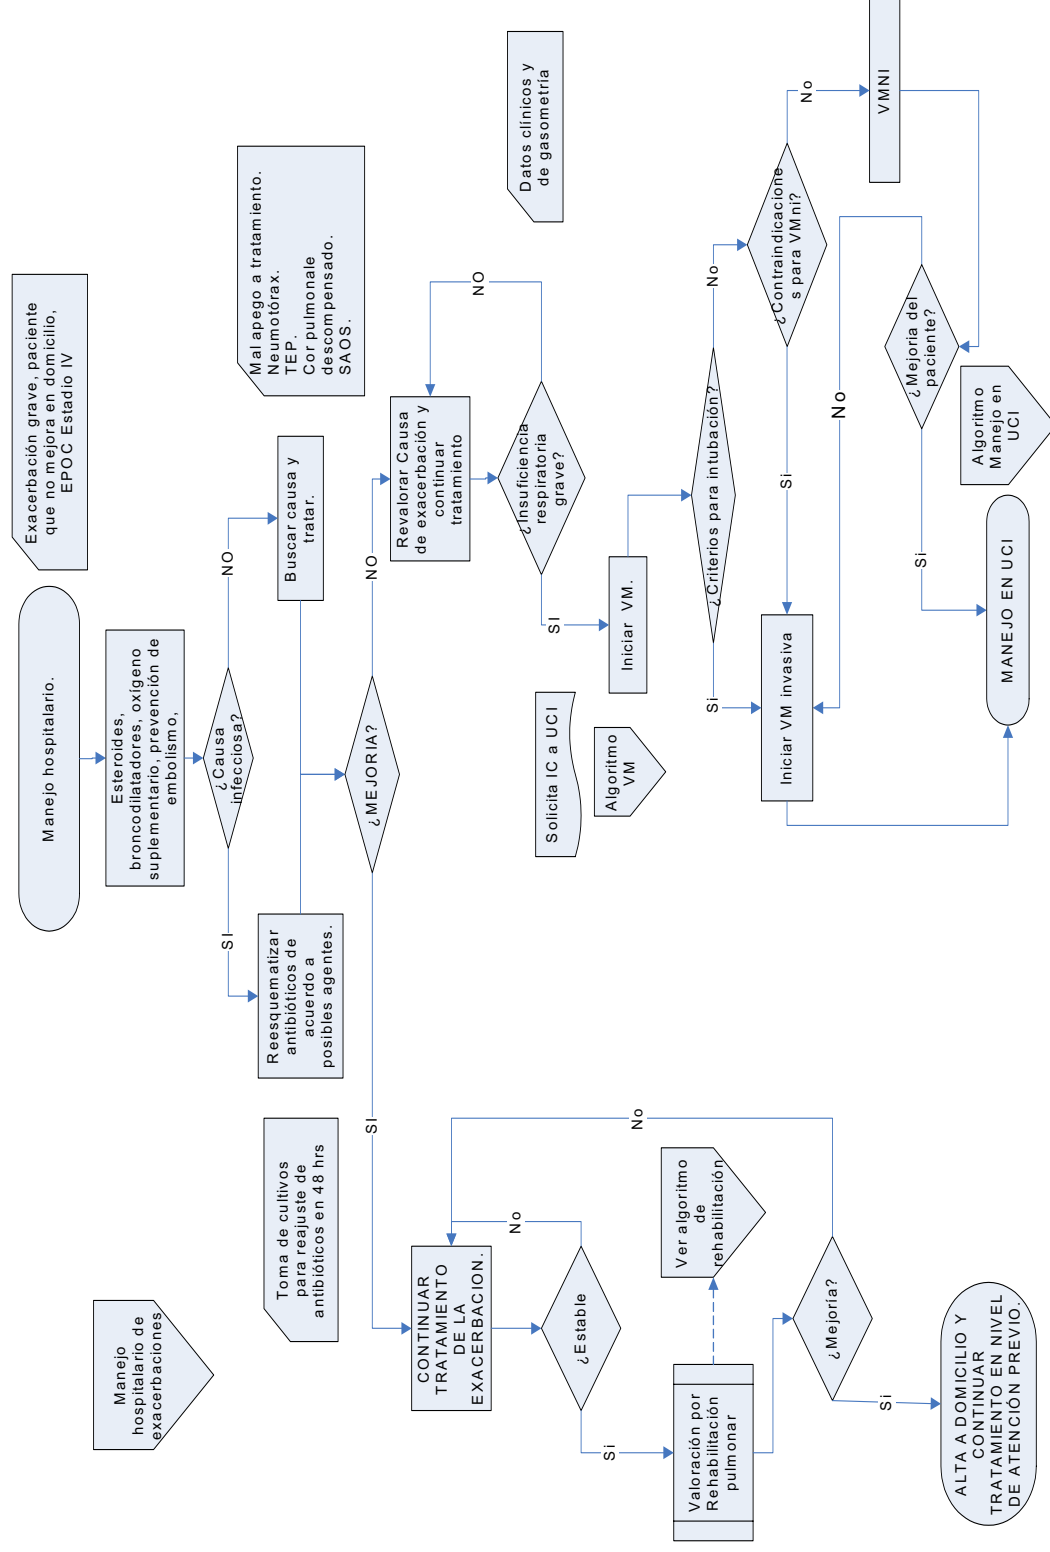 Manejo
hospitalario de
exacerbaciones
Manejo hospitalario.
Exacerbación grave, paciente
que no mejora en domicilio,
EPOC Estadio IV
Esteroides,
broncodilatadores, oxígeno
suplementario, prevención de
embolismo,
¿Causa
infecciosa?
SI
NO
Reesquematizar
antibióticos de
acuerdo a
posibles agentes.
Buscar causa y
tratar.
Mal apego a tratamiento.
Neumotórax.
TEP.
Cor pulmonale
descompensado.
SAOS.
Toma de cultivos
para reajuste de
antibióticos en 48 hrs
¿MEJORIA?
SI
NO
CONTINUAR
TRATAMIENTO
DE LA
EXACERBACION.
Revalorar Causa
de exacerbación y
continuar
tratamiento
NO
No
¿Estable
¿Insuficiencia
respiratoria
grave?
Datos clínicos y
de gasometría
Si
SI
Solicita IC a UCI
Iniciar VM.
Algoritmo
VM
No
Ver algoritmo
de
rehabilitación
Valoración por
Rehabilitación
pulmonar
¿Criterios para intubación?
Si
No
¿Contraindicacione
s para VMni?
Si
No
Iniciar VM invasiva
¿Mejoría?
No
VMNI
¿Mejoria del
paciente?
Si
Si
Algoritmo
Manejo en
UCI
ALTA A DOMICILIO Y
CONTINUAR
TRATAMIENTO EN NIVEL
DE ATENCIÓN PREVIO.
MANEJO EN UCI